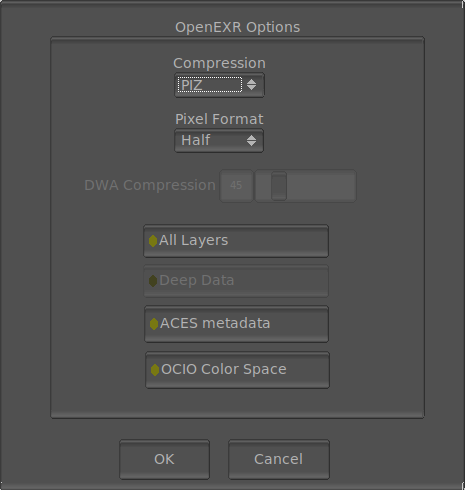 OpenEXR Options
Compression
PIZ
Pixel Format
Half
DWA Compression 45
All Layers
Deep Data
ACES metadata
OCIO Color Space
OK Cancel